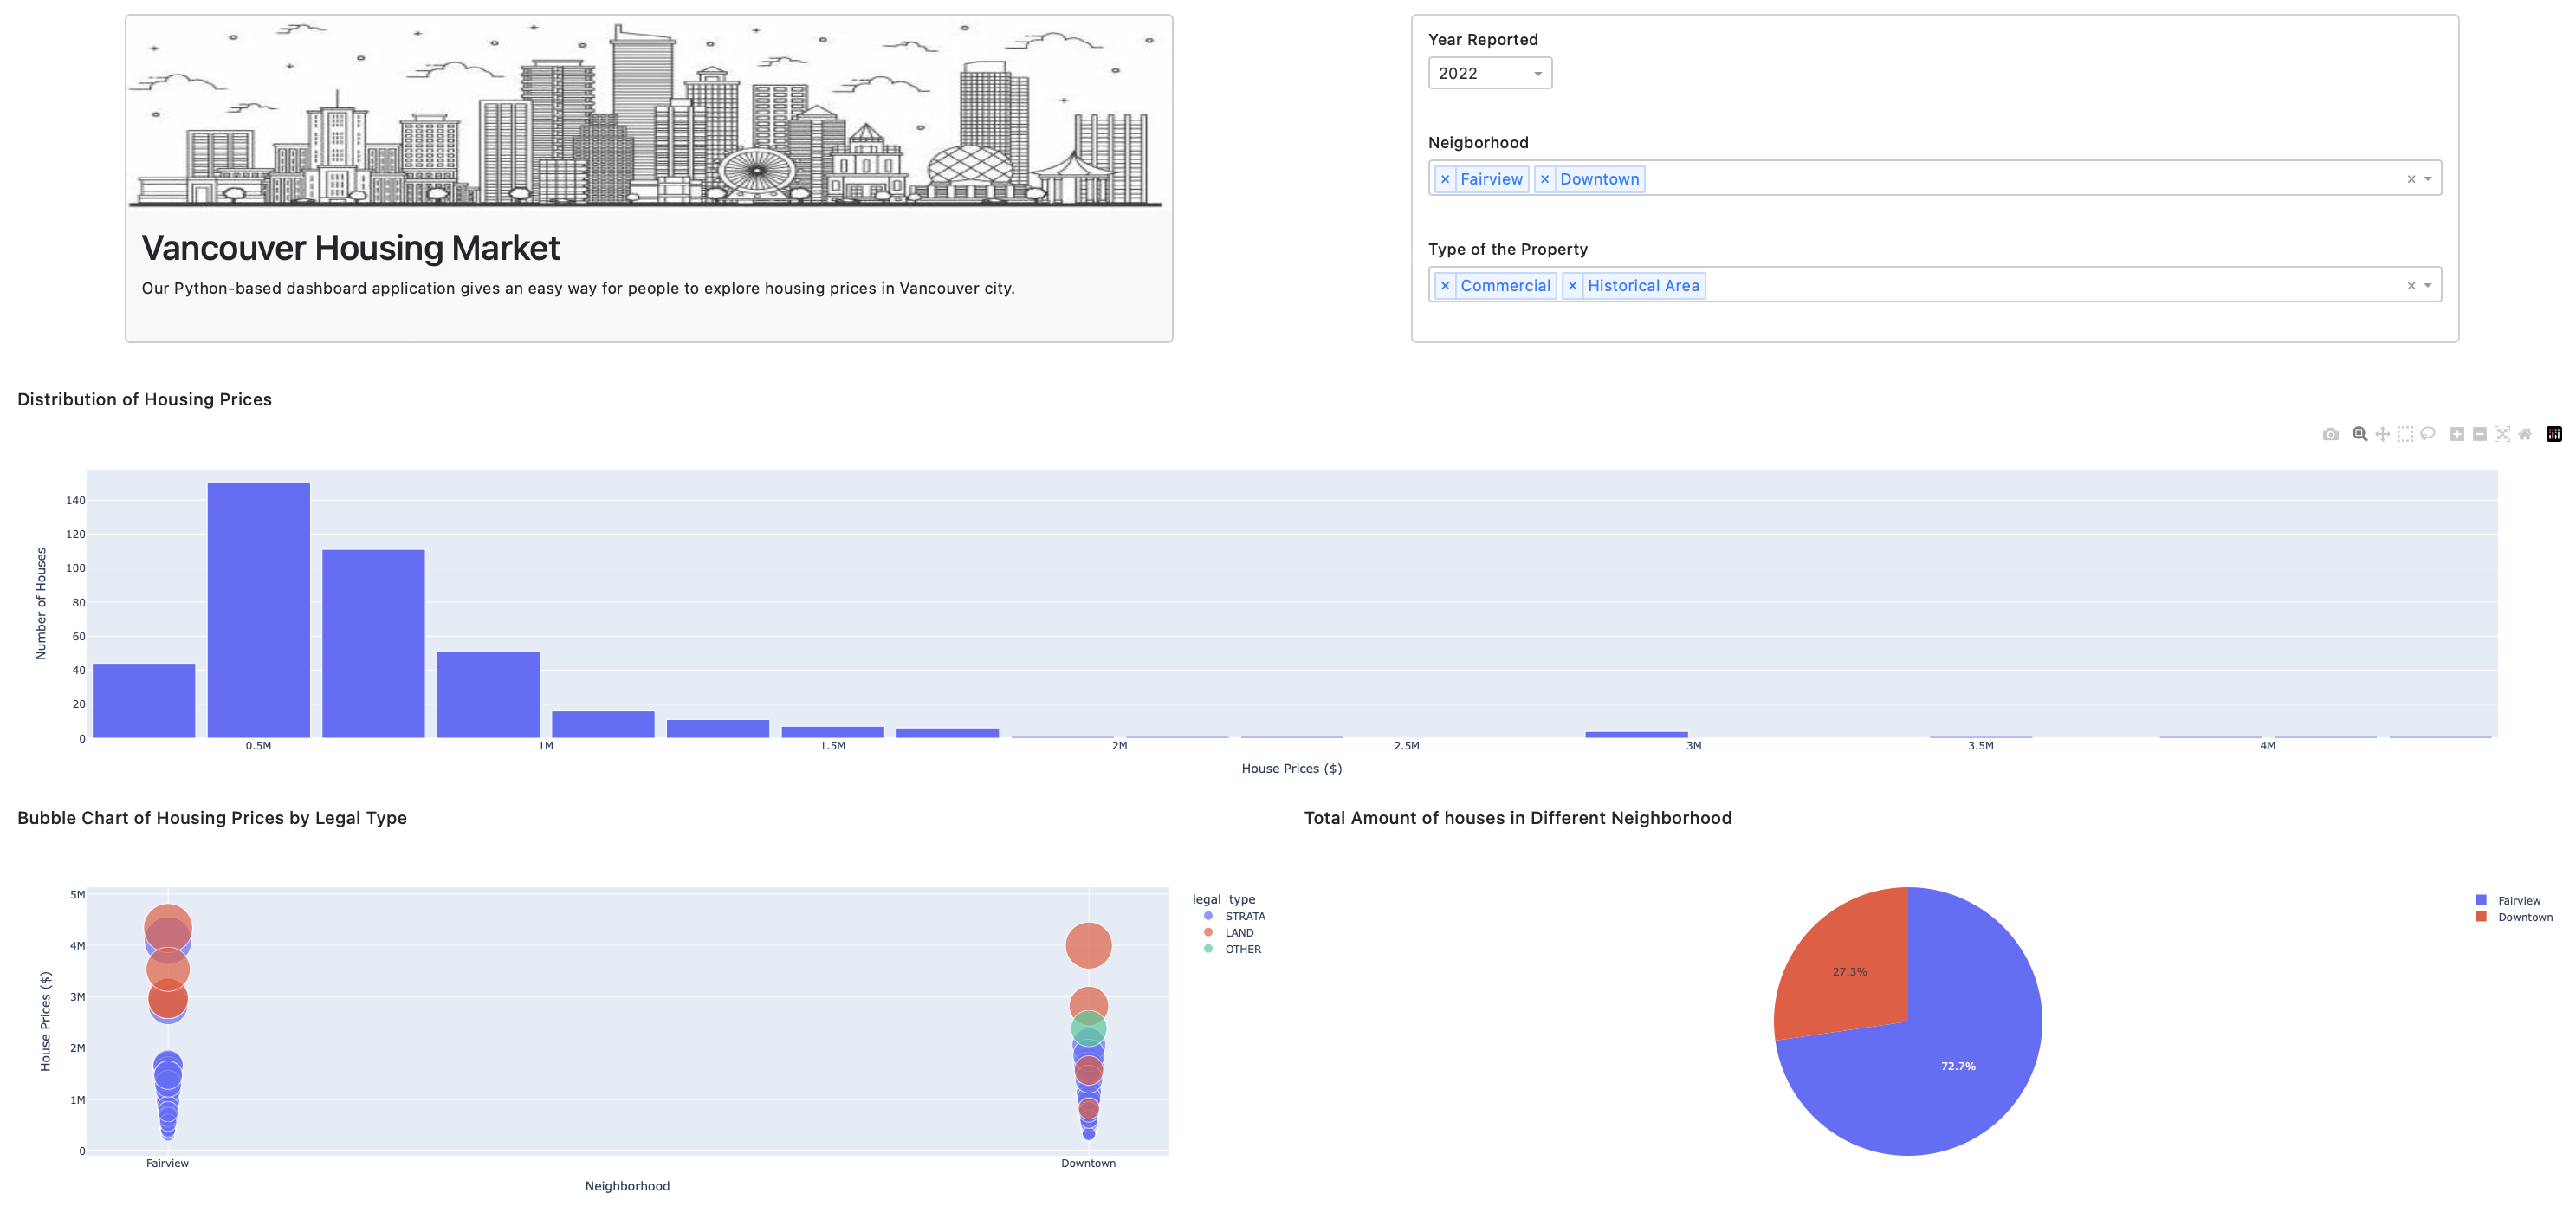 Year Reported
2022
Neigborhood
× Fairview × Downtown ×
Type of the Property
× Commercial × Historical Area ×
Vancouver Housing Market
Our Python-based dashboard application gives an easy way for people to explore housing prices in Vancouver city.
Distribution of Housing Prices
Number of Houses
140
120
100
80
60
40
20
0
0.5M 1M 1.5M 2M 2.5M 3M 3.5M 4M
House Prices ($)
Bubble Chart of Housing Prices by Legal Type
House Prices ($)
5M
4M
3M
2M
1M
0
Fairview Downtown
Neighborhood
legal_type
STRATA
LAND
OTHER
Total Amount of houses in Different Neighborhood
27.3%
72.7%
Fairview
Downtown